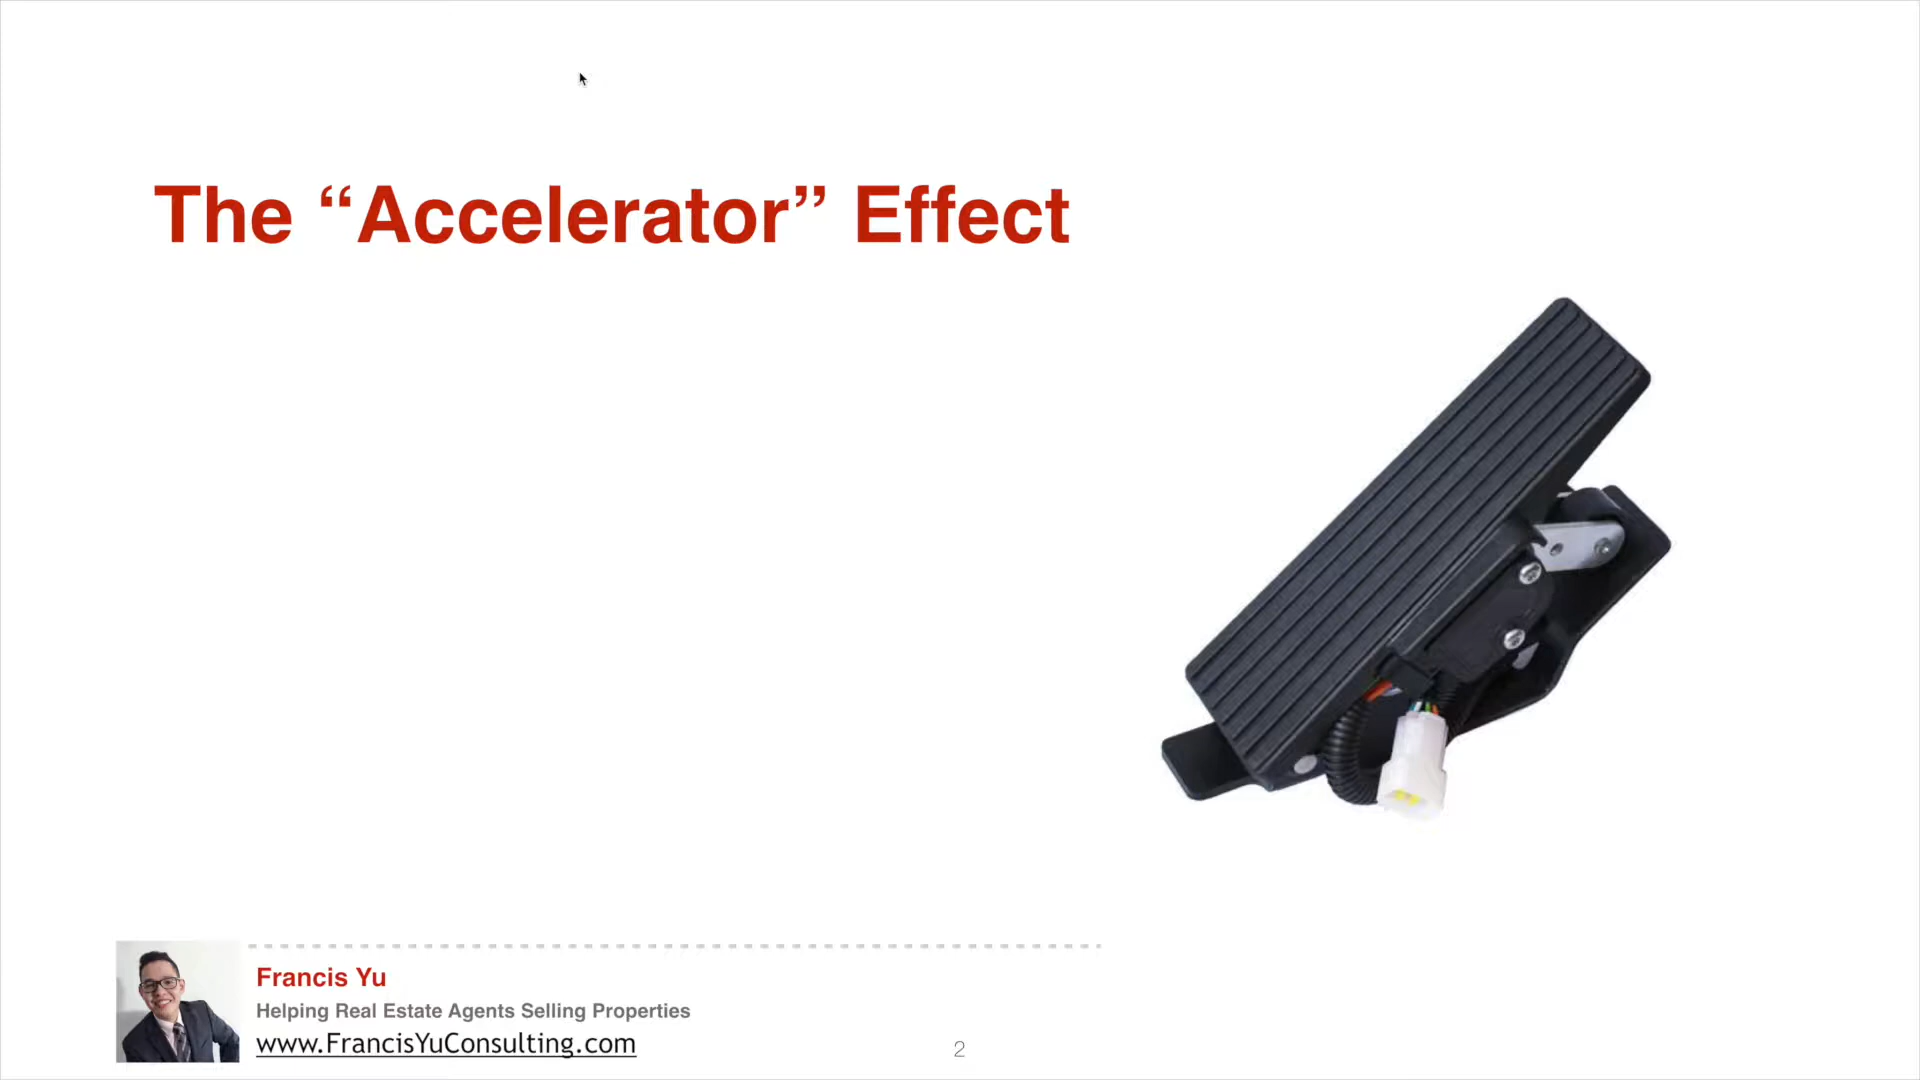 The “Accelerator” Effect
Francis Yu
Helping Real Estate Agents Selling Properties
www.FrancisYuConsulting.com
2